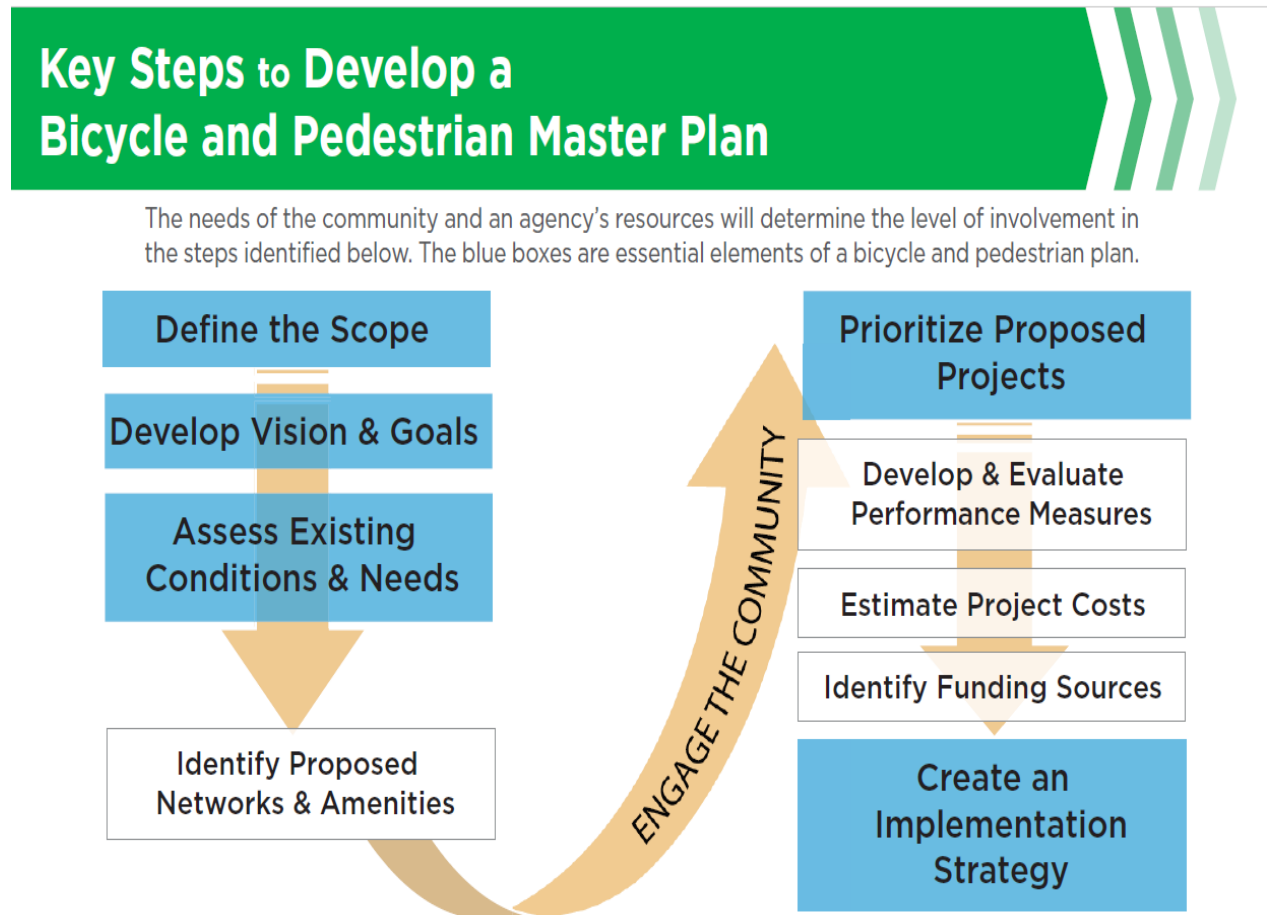 Key Steps to Develop a
Bicycle and Pedestrian Master Plan
The needs of the community and an agency's resources will determine the level of involvement in
the steps identified below. The blue boxes are essential elements of a bicycle and pedestrian plan.
Define the Scope
Develop Vision & Goals
Assess Existing
Conditions & Needs
Identify Proposed
Networks & Amenities
ENGAGE THE COMMUNITY
Prioritize Proposed
Projects
Develop & Evaluate
Performance Measures
Estimate Project Costs
Identify Funding Sources
Create an
Implementation
Strategy